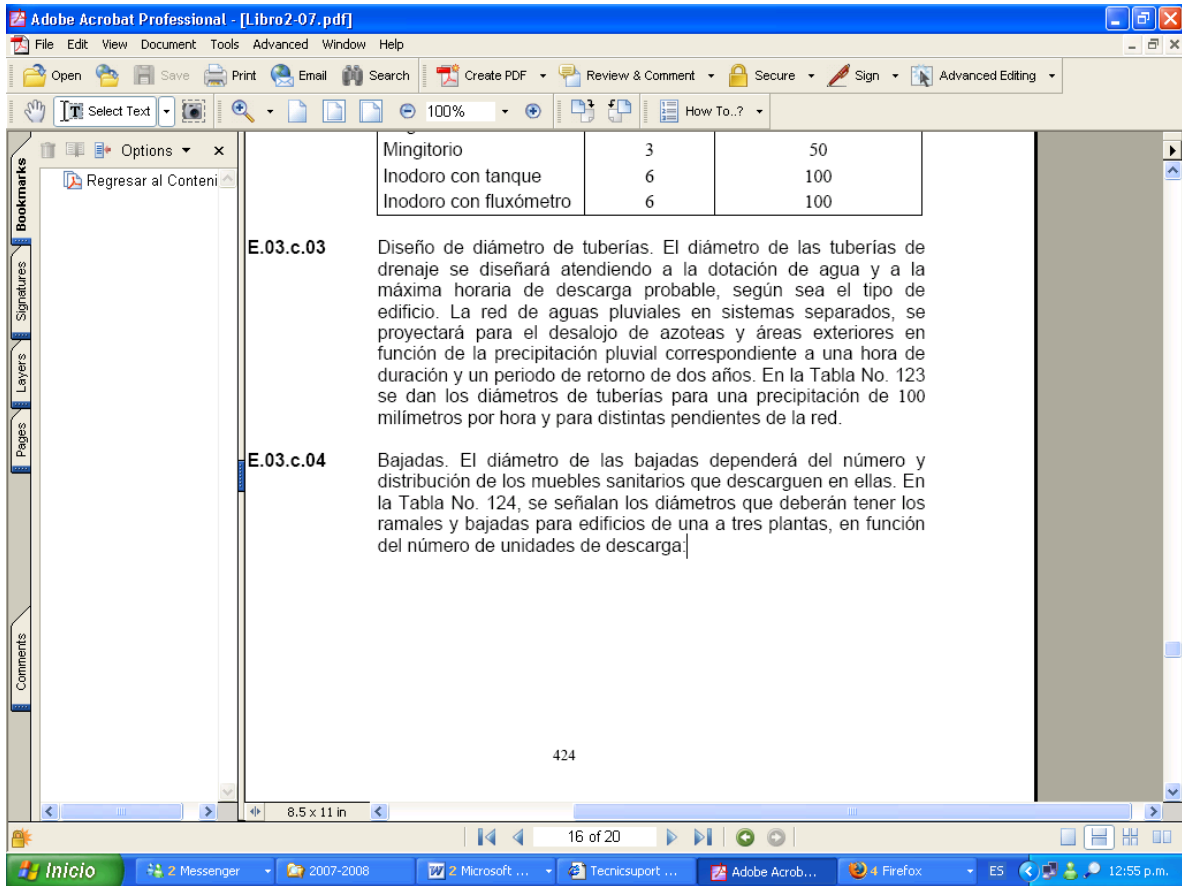 Adobe Acrobat Professional - [Libro2-07.pdf]
File Edit View Document Tools Advanced Window Help
Open Save Print Email Search Create PDF Review & Comment Secure Sign Advanced Editing
Select Text 100% How To..?
Bookmarks
Signatures
Layers
Pages
Comments
Options x
Regresar al Conteni
Mingitorio 3 50
Inodoro con tanque 6 100
Inodoro con fluxómetro 6 100
E.03.c.03 Diseño de diámetro de tuberías. El diámetro de las tuberías de
drenaje se diseñará atendiendo a la dotación de agua y a la
máxima horaria de descarga probable, según sea el tipo de
edificio. La red de aguas pluviales en sistemas separados, se
proyectará para el desalojo de azoteas y áreas exteriores en
función de la precipitación pluvial correspondiente a una hora de
duración y un periodo de retorno de dos años. En la Tabla No. 123
se dan los diámetros de tuberías para una precipitación de 100
milímetros por hora y para distintas pendientes de la red.
E.03.c.04 Bajadas. El diámetro de las bajadas dependerá del número y
distribución de los muebles sanitarios que descarguen en ellas. En
la Tabla No. 124, se señalan los diámetros que deberán tener los
ramales y bajadas para edificios de una a tres plantas, en función
del número de unidades de descarga:
424
8.5 x 11 in
16 of 20
Inicio 2 Messenger 2007-2008 2 Microsoft ... Tecnicsuport ... Adobe Acrob... 4 Firefox ES 12:55 p.m.